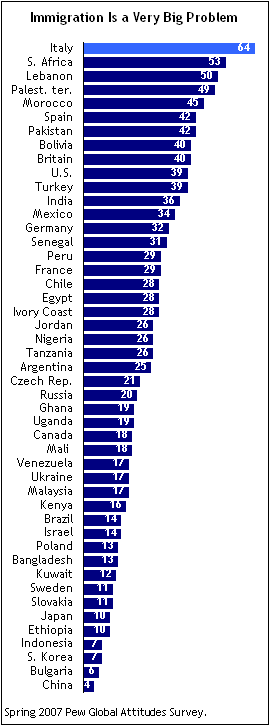 Immigration Is a Very Big Problem
Italy 64
S. Africa 53
Lebanon 50
Palest. ter. 49
Morocco 45
Spain 42
Pakistan 42
Bolivia 40
Britain 40
U.S. 39
Turkey 39
India 36
Mexico 34
Germany 32
Senegal 31
Peru 29
France 29
Chile 28
Egypt 28
Ivory Coast 28
Jordan 26
Nigeria 26
Tanzania 26
Argentina 25
Czech Rep. 21
Russia 20
Ghana 19
Uganda 19
Canada 18
Mali 18
Venezuela 17
Ukraine 17
Malaysia 17
Kenya 16
Brazil 14
Israel 14
Poland 13
Bangladesh 13
Kuwait 12
Sweden 11
Slovakia 11
Japan 10
Ethiopia 10
Indonesia 7
S. Korea 7
Bulgaria 6
China 4
Spring 2007 Pew Global Attitudes Survey.